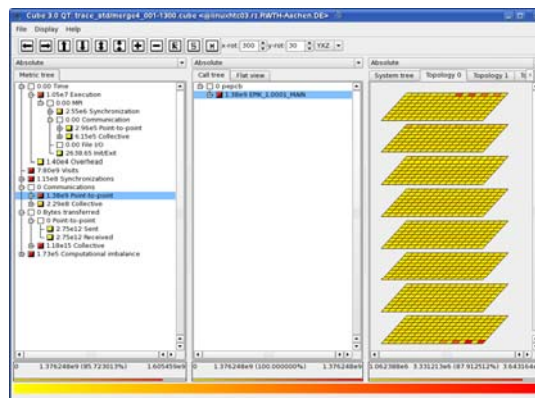 Cube 3.0 QT: trace_std/merge4_001-1300.cube <@linuxhtc03.rz.RWTH-Aachen.DE>
File Display Help
x-rot: 300 y-rot: 30 YXZ
Absolute Absolute Absolute
Metric tree Call tree Flat view System tree Topology 0 Topology 1
0.00 Time
1.05e7 Execution
0.00 MPI
2.55e6 Synchronization
0.00 Communication
2.96e5 Point-to-point
6.15e5 Collective
0.00 File I/O
2638.65 Init/Exit
1.40e4 Overhead
7.80e9 Visits
1.15e8 Synchronizations
0 Communications
1.38e9 Point-to-point
2.29e8 Collective
0 Bytes transferred
0 Point-to-point
2.75e12 Sent
2.75e12 Received
1.18e15 Collective
1.73e5 Computational imbalance
0 pepcb
1.38e9 EPIK_1.0001_MAIN
0 1.376248e9 (85.723013%) 1.605459e9
0 1.376248e9 (100.000000%) 1.376248e9
1.062388e6 3.331213e6 (87.912512%) 3.643164e